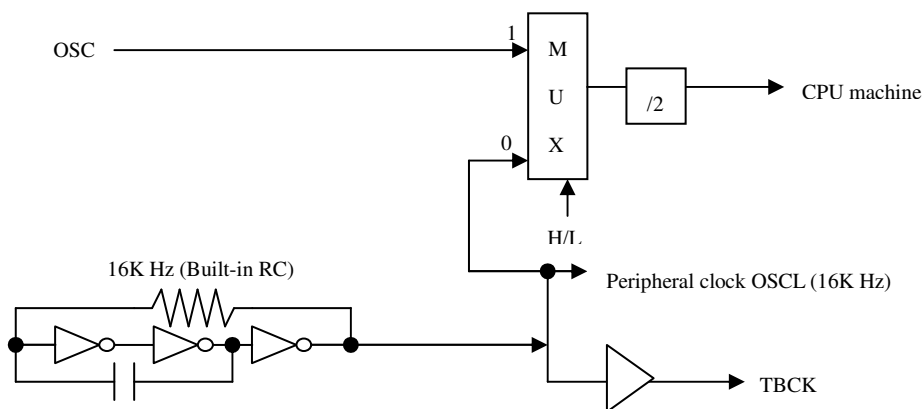 1
OSC
M
U
X
/2
CPU machine
0
H/L
16K Hz (Built-in RC)
Peripheral clock OSCL (16K Hz)
TBCK